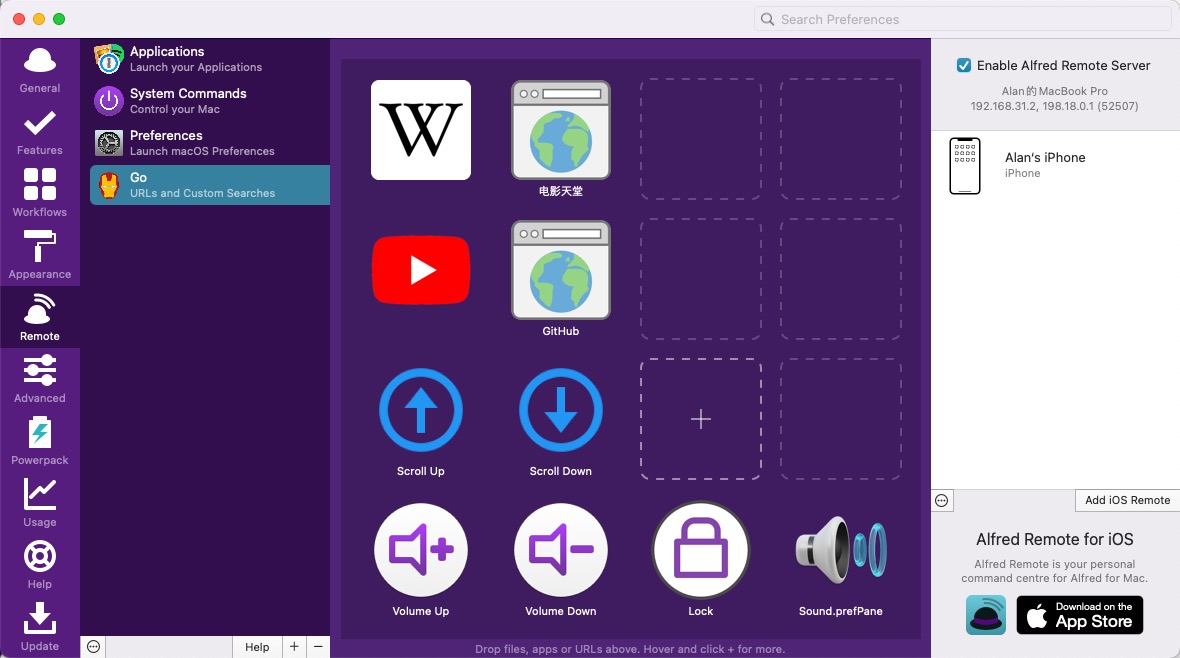 Search Preferences
General
Features
Workflows
Appearance
Remote
Advanced
Powerpack
Usage
Help
Update
Applications
Launch your Applications
System Commands
Control your Mac
Preferences
Launch macOS Preferences
Go
URLs and Custom Searches
Help
+
−
W
电影天堂
GitHub
Scroll Up
Scroll Down
Volume Up
Volume Down
Lock
Sound.prefPane
Drop files, apps or URLs above. Hover and click + for more.
Enable Alfred Remote Server
Alan的MacBook Pro
192.168.31.2, 198.18.0.1 (52507)
Alan's iPhone
iPhone
Add iOS Remote
Alfred Remote for iOS
Alfred Remote is your personal
command centre for Alfred for Mac.
Download on the
App Store